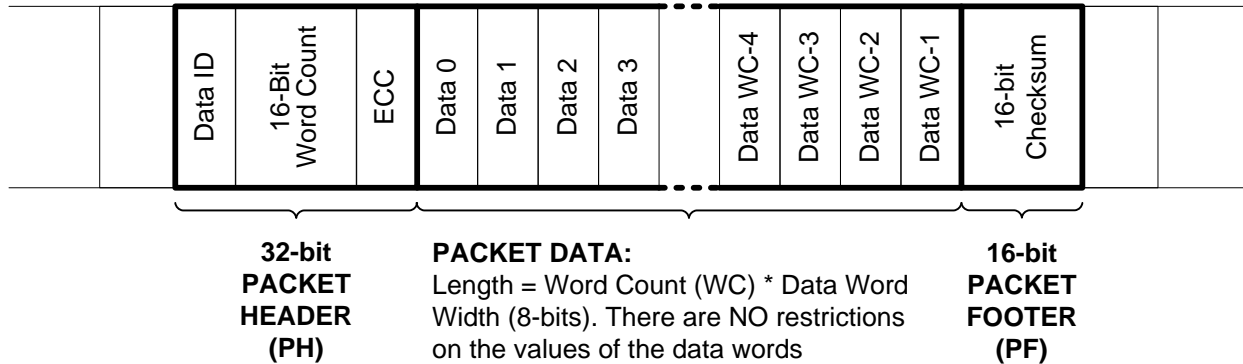 Data ID
16-Bit
Word Count
ECC
Data 0
Data 1
Data 2
Data 3
Data WC-4
Data WC-3
Data WC-2
Data WC-1
16-bit
Checksum
32-bit
PACKET
HEADER
(PH)
PACKET DATA:
Length = Word Count (WC) * Data Word
Width (8-bits). There are NO restrictions
on the values of the data words
16-bit
PACKET
FOOTER
(PF)